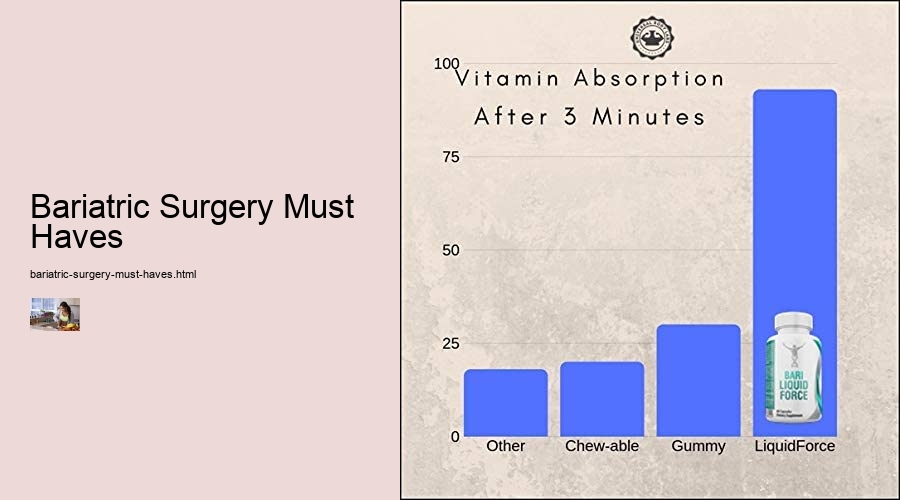 Bariatric Surgery Must
Haves
bariatric-surgery-must-haves.html
Vitamin Absorption
After 3 Minutes
100
75
50
25
0
Other
Chew-able
Gummy
LiquidForce
BARI
LIQUID
FORCE